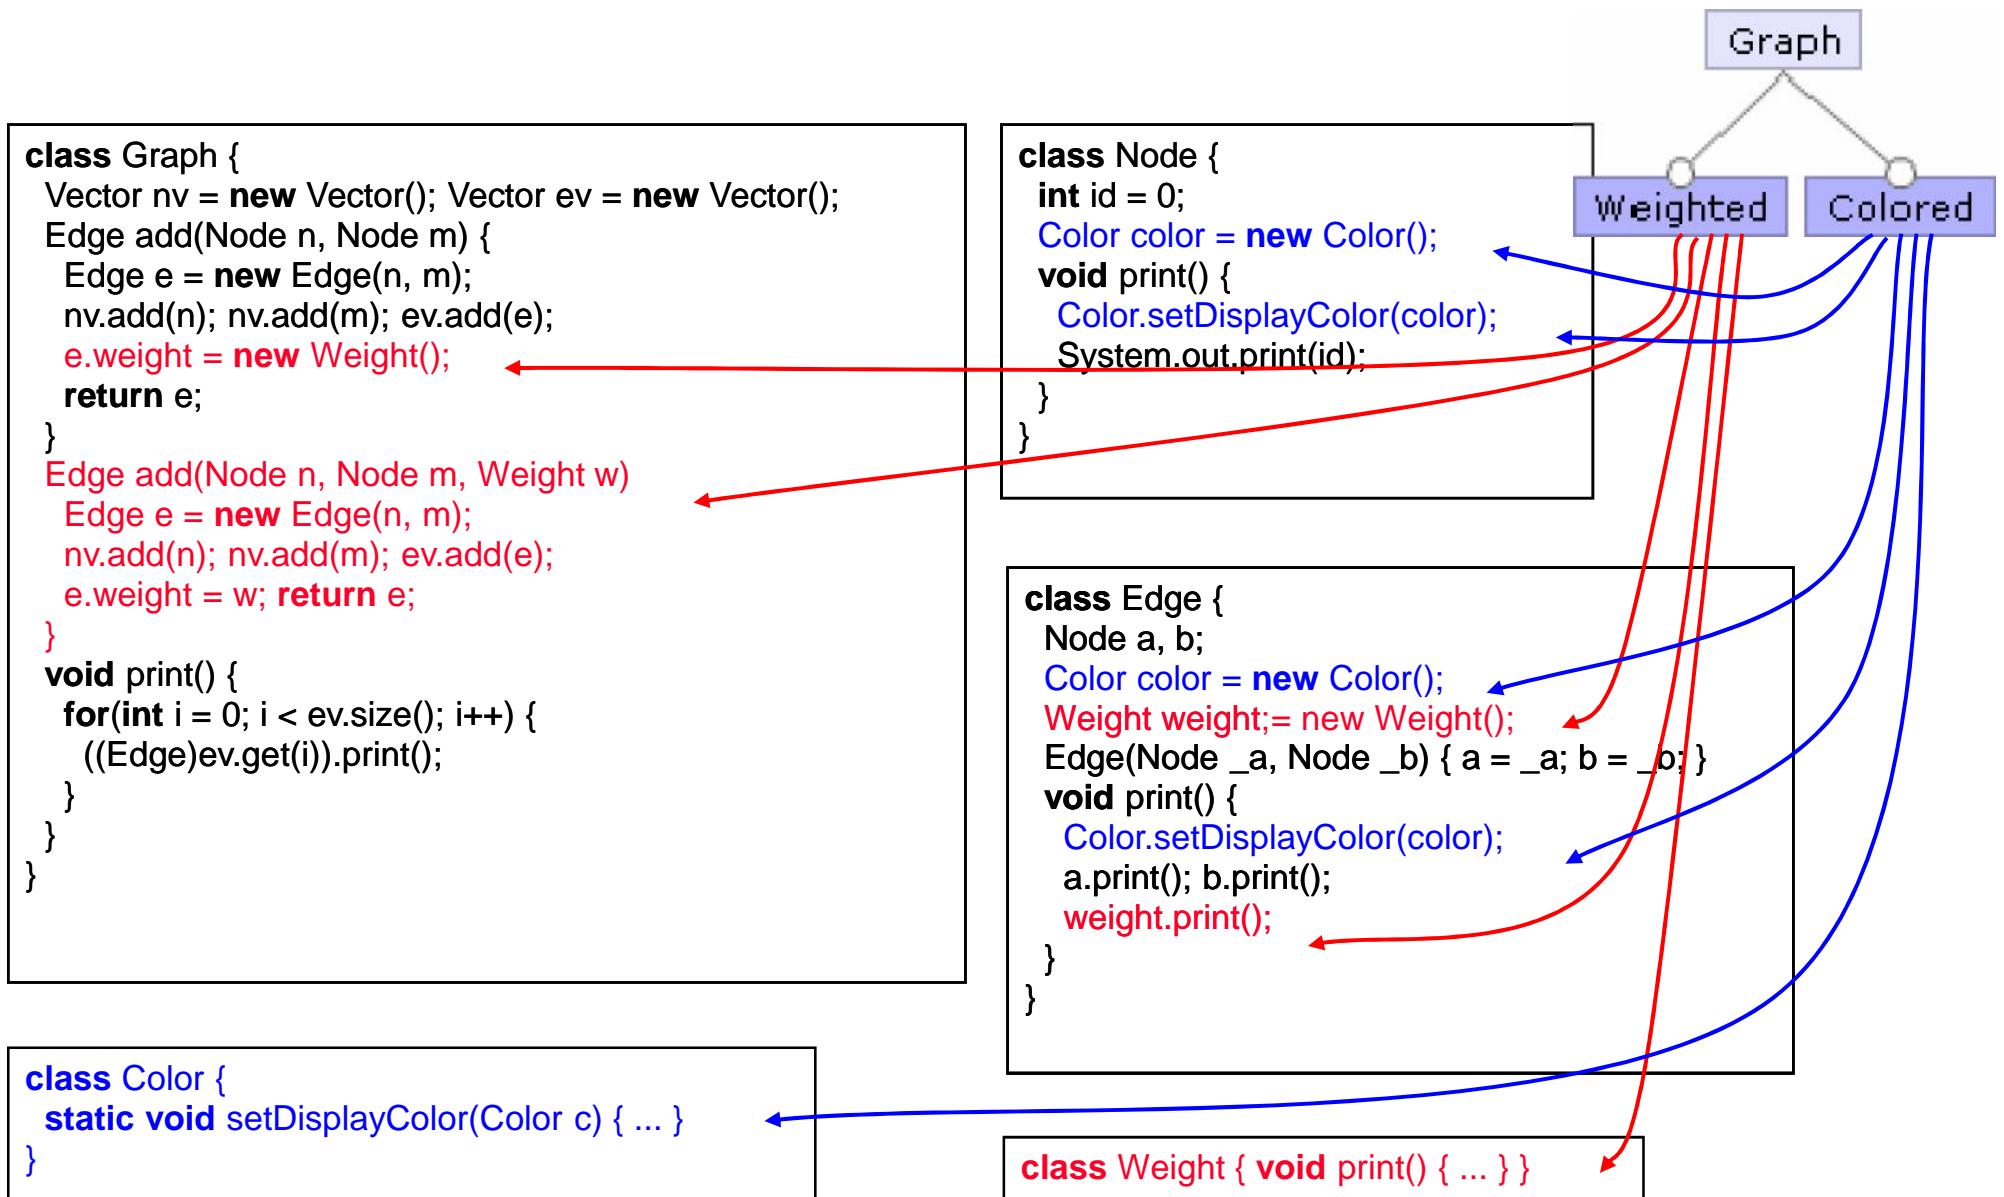 Graph
Weighted
Colored
class Graph {
Vector nv = new Vector(); Vector ev = new Vector();
Edge add(Node n, Node m) {
Edge e = new Edge(n, m);
nv.add(n); nv.add(m); ev.add(e);
e.weight = new Weight();
return e;
}
Edge add(Node n, Node m, Weight w)
Edge e = new Edge(n, m);
nv.add(n); nv.add(m); ev.add(e);
e.weight = w; return e;
}
void print() {
for(int i = 0; i < ev.size(); i++) {
((Edge)ev.get(i)).print();
}
}
}
class Node {
int id = 0;
Color color = new Color();
void print() {
Color.setDisplayColor(color);
System.out.print(id);
}
}
class Edge {
Node a, b;
Color color = new Color();
Weight weight;= new Weight();
Edge(Node _a, Node _b) { a = _a; b = _b; }
void print() {
Color.setDisplayColor(color);
a.print(); b.print();
weight.print();
}
}
class Color {
static void setDisplayColor(Color c) { ... }
}
class Weight { void print() { ... } }